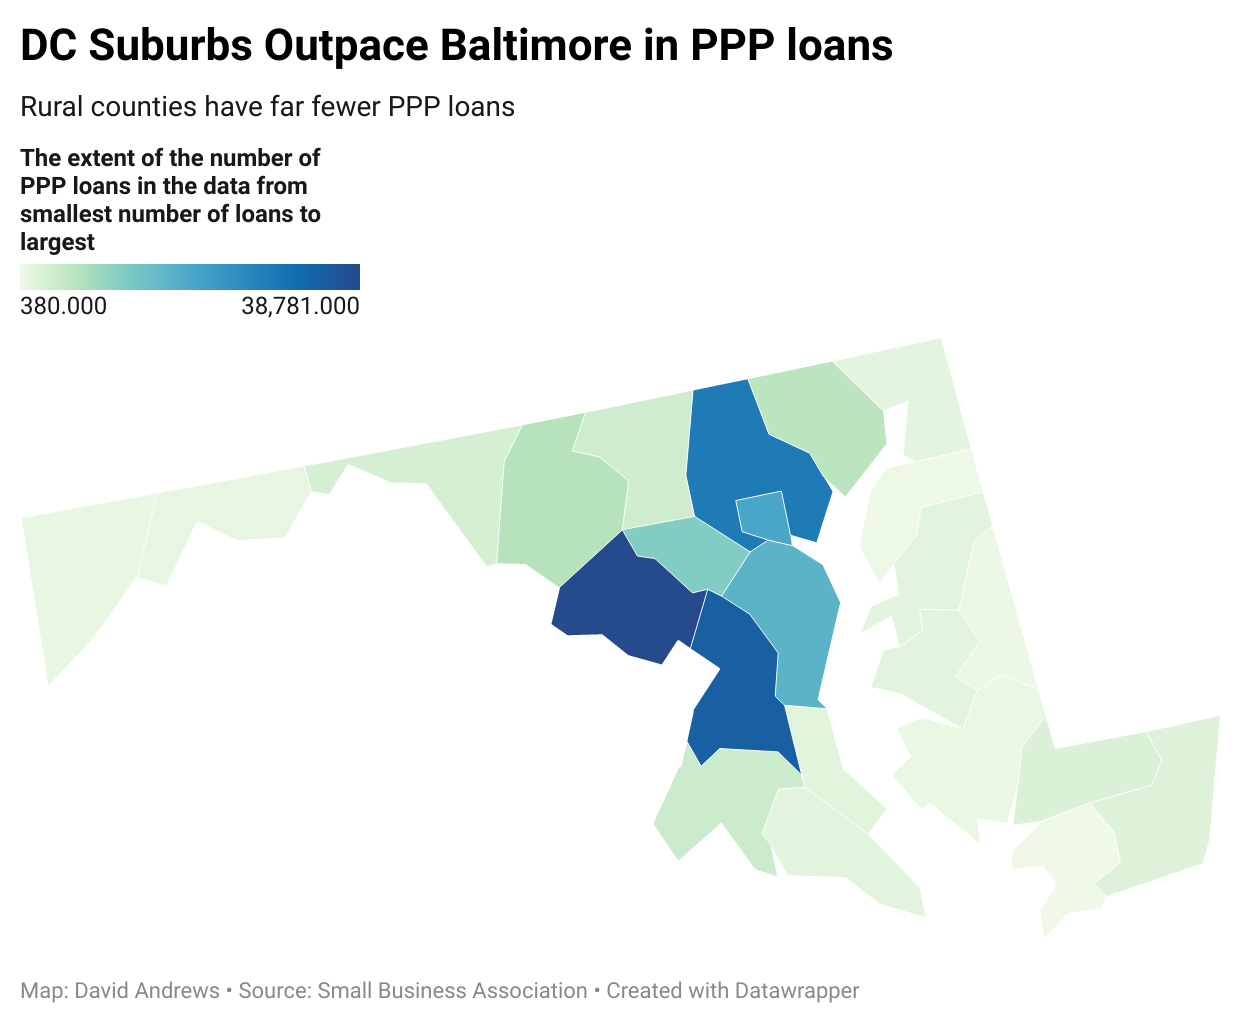 DC Suburbs Outpace Baltimore in PPP loans
Rural counties have far fewer PPP loans
The extent of the number of
PPP loans in the data from
smallest number of loans to
largest
380.000 38,781.000
Map: David Andrews • Source: Small Business Association • Created with Datawrapper